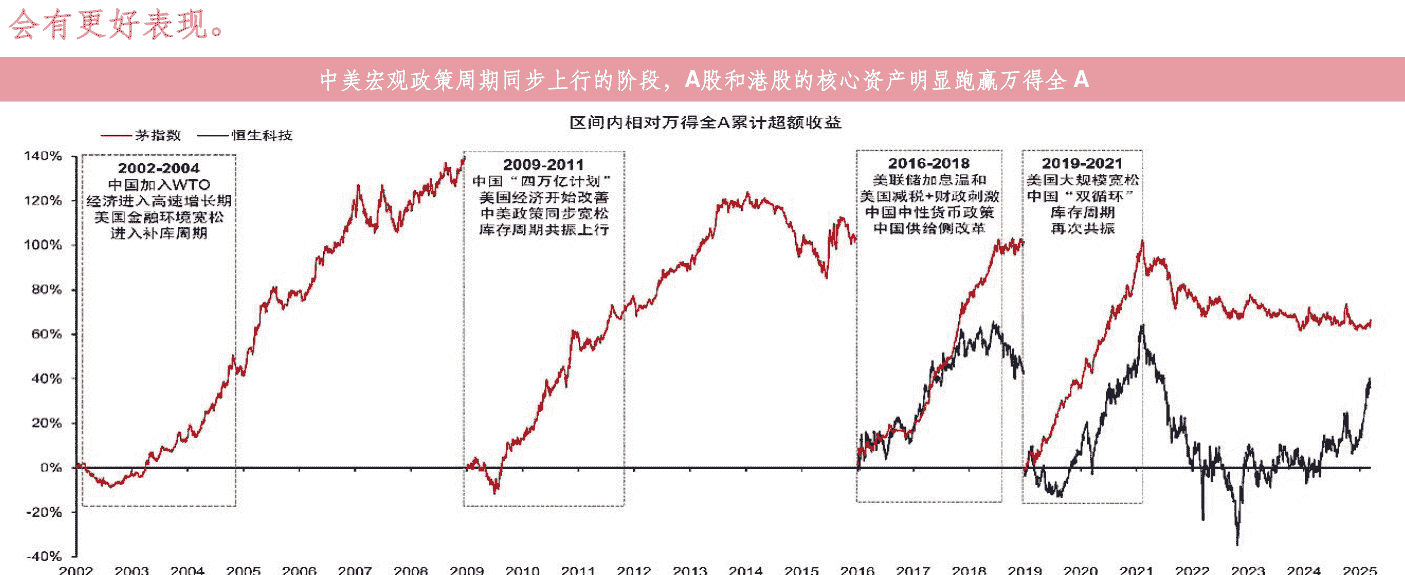 会有更好表现。
中美宏观政策周期同步上行的阶段，A股和港股的核心资产明显跑赢万得全 A
区间内相对万得全A累计超额收益
茅指数 恒生科技
140%
120%
100%
80%
60%
40%
20%
0%
-20%
-40%
2002-2004
中国加入WTO
经济进入高速增长期
美国金融环境宽松
进入补库周期
2009-2011
中国“四万亿计划”
美国经济开始改善
中美政策同步宽松
库存周期共振上行
2016-2018
美联储加息温和
美国减税+财政刺激
中国中性货币政策
中国供给侧改革
2019-2021
美国大规模宽松
中国“双循环”
库存周期
再次共振
2002 2003 2004 2005 2006 2007 2008 2009 2010 2011 2012 2013 2014 2015 2016 2017 2018 2019 2020 2021 2022 2023 2024 2025